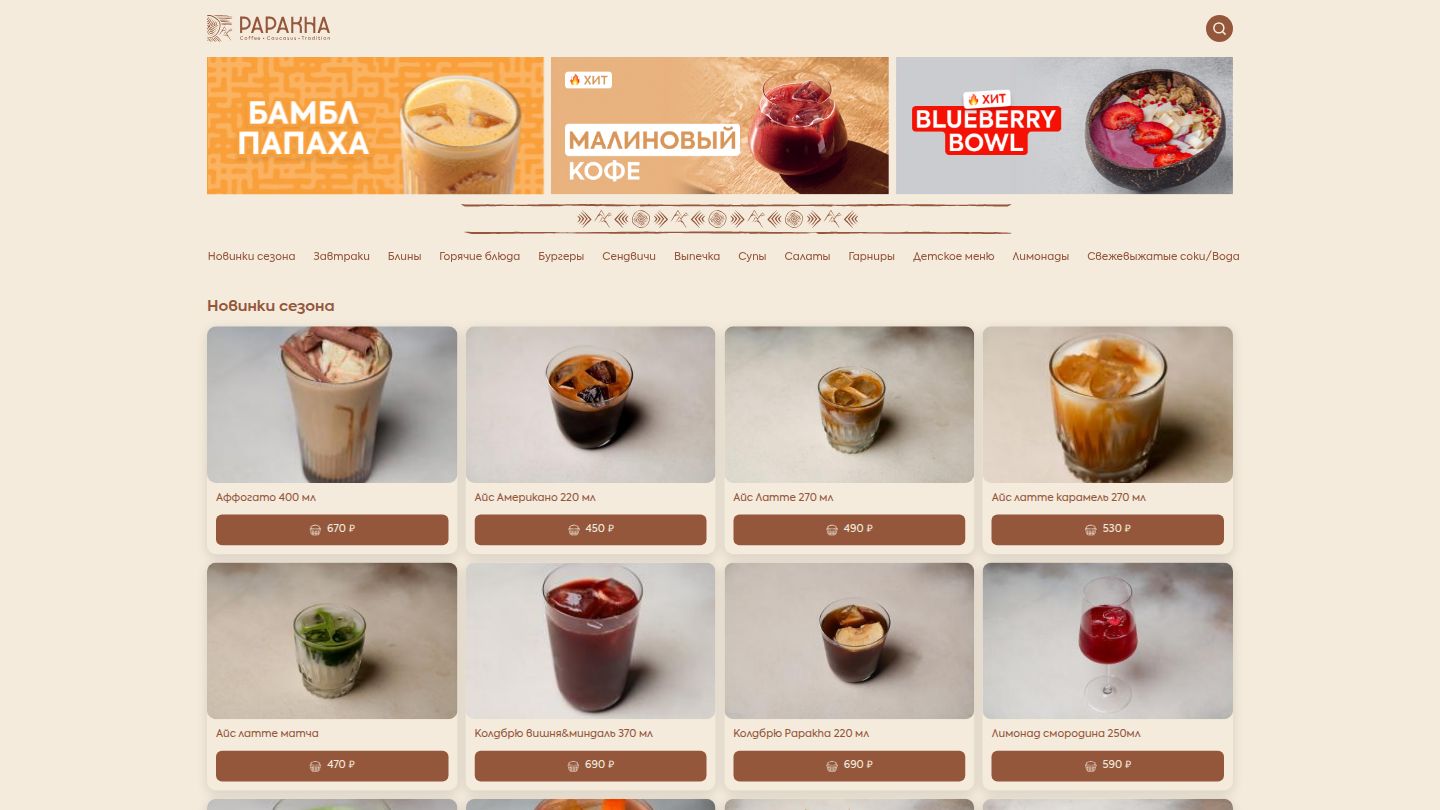 PAPAKHA
Coffee • Caucasus • Tradition
БАМБЛ
ПАПАХА
ХИТ
МАЛИНОВЫЙ
КОФЕ
ХИТ
BLUEBERRY
BOWL
Новинки сезона Завтраки Блины Горячие блюда Бургеры Сендвичи Выпечка Супы Салаты Гарниры Детское меню Лимонады Свежевыжатые соки/Вода
Новинки сезона
Аффогато 400 мл
670 ₽
Айс Американо 220 мл
450 ₽
Айс Латте 270 мл
490 ₽
Айс латте карамель 270 мл
530 ₽
Айс латте матча
470 ₽
Колдбрю вишня&миндаль 370 мл
690 ₽
Колдбрю Papakha 220 мл
690 ₽
Лимонад смородина 250мл
590 ₽